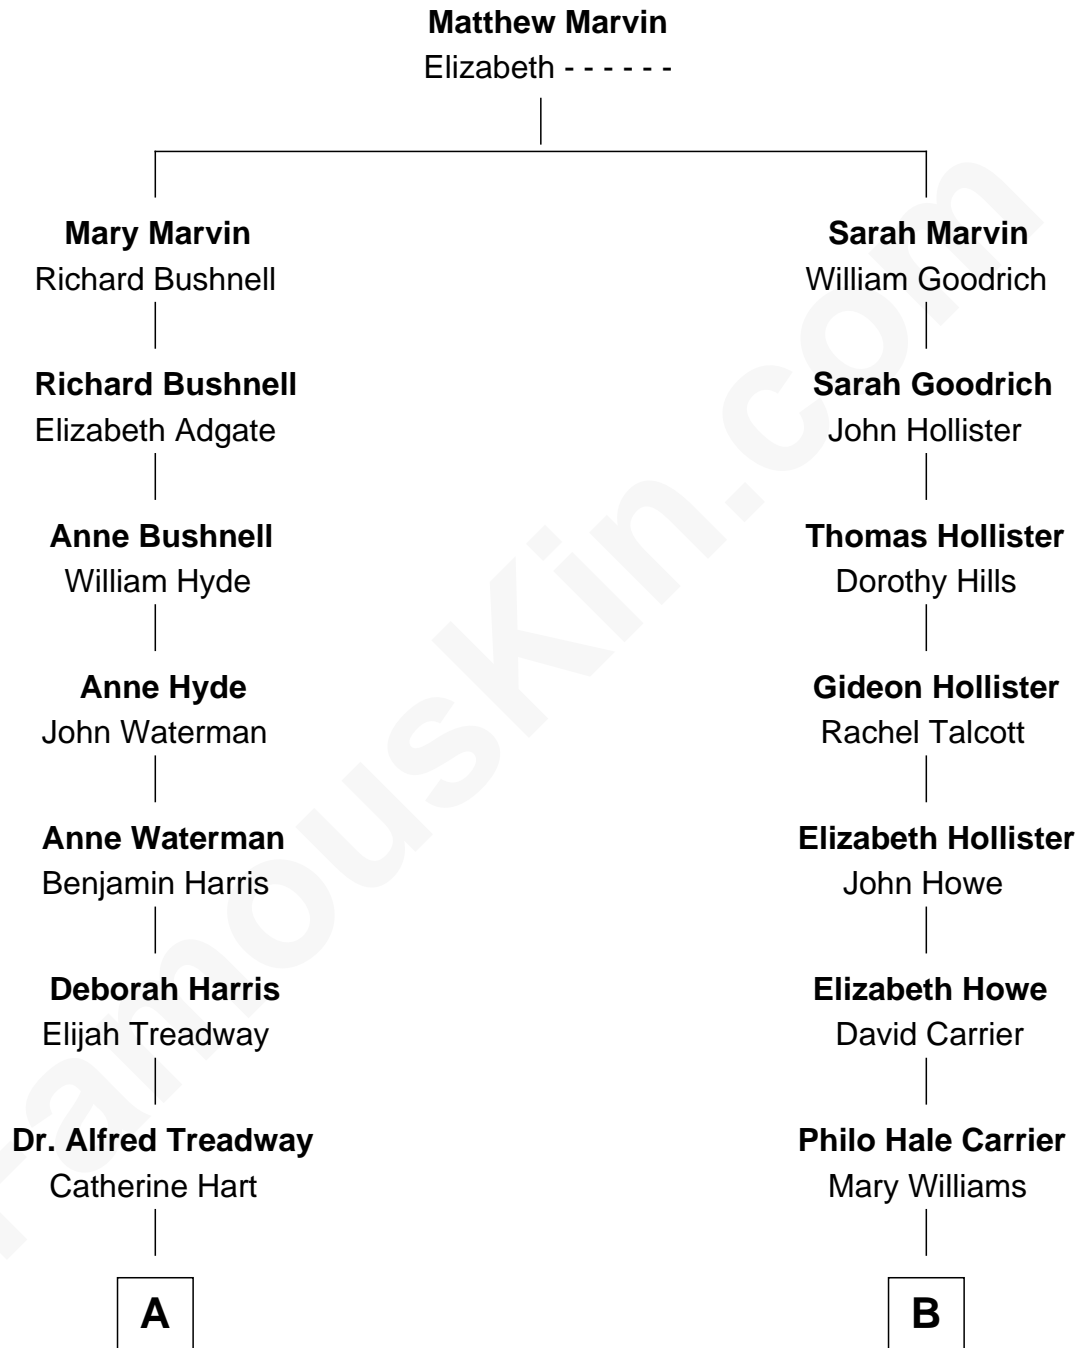 Matthew Marvin
Elizabeth - - - - - -
Mary Marvin
Richard Bushnell
Sarah Marvin
William Goodrich
Richard Bushnell
Elizabeth Adgate
Sarah Goodrich
John Hollister
Anne Bushnell
William Hyde
Thomas Hollister
Dorothy Hills
Anne Hyde
John Waterman
Gideon Hollister
Rachel Talcott
Anne Waterman
Benjamin Harris
Elizabeth Hollister
John Howe
Deborah Harris
Elijah Treadway
Elizabeth Howe
David Carrier
Dr. Alfred Treadway
Catherine Hart
Philo Hale Carrier
Mary Williams
A
B
FamousKin.com